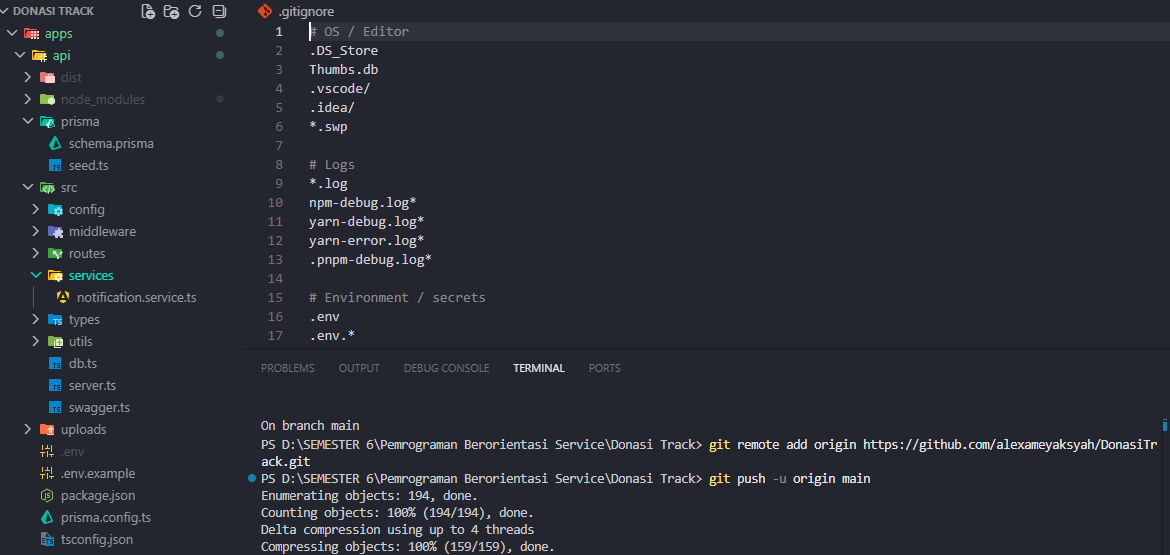 DONASI TRACK
apps
api
dist
node_modules
prisma
schema.prisma
seed.ts
src
config
middleware
routes
services
notification.service.ts
types
utils
db.ts
server.ts
swagger.ts
uploads
.env
.env.example
package.json
prisma.config.ts
tsconfig.json
.gitignore
1 # OS / Editor
2 .DS_Store
3 Thumbs.db
4 .vscode/
5 .idea/
6 *.swp
7
8 # Logs
9 *.log
10 npm-debug.log*
11 yarn-debug.log*
12 yarn-error.log*
13 .pnpm-debug.log*
14
15 # Environment / secrets
16 .env
17 .env.*
PROBLEMS OUTPUT DEBUG CONSOLE TERMINAL PORTS
On branch main
PS D:\SEMESTER 6\Pemrograman Berorientasi Service\Donasi Track> git remote add origin https://github.com/alexameyaksyah/DonasiTr
ack.git
PS D:\SEMESTER 6\Pemrograman Berorientasi Service\Donasi Track> git push -u origin main
Enumerating objects: 194, done.
Counting objects: 100% (194/194), done.
Delta compression using up to 4 threads
Compressing objects: 100% (159/159), done.